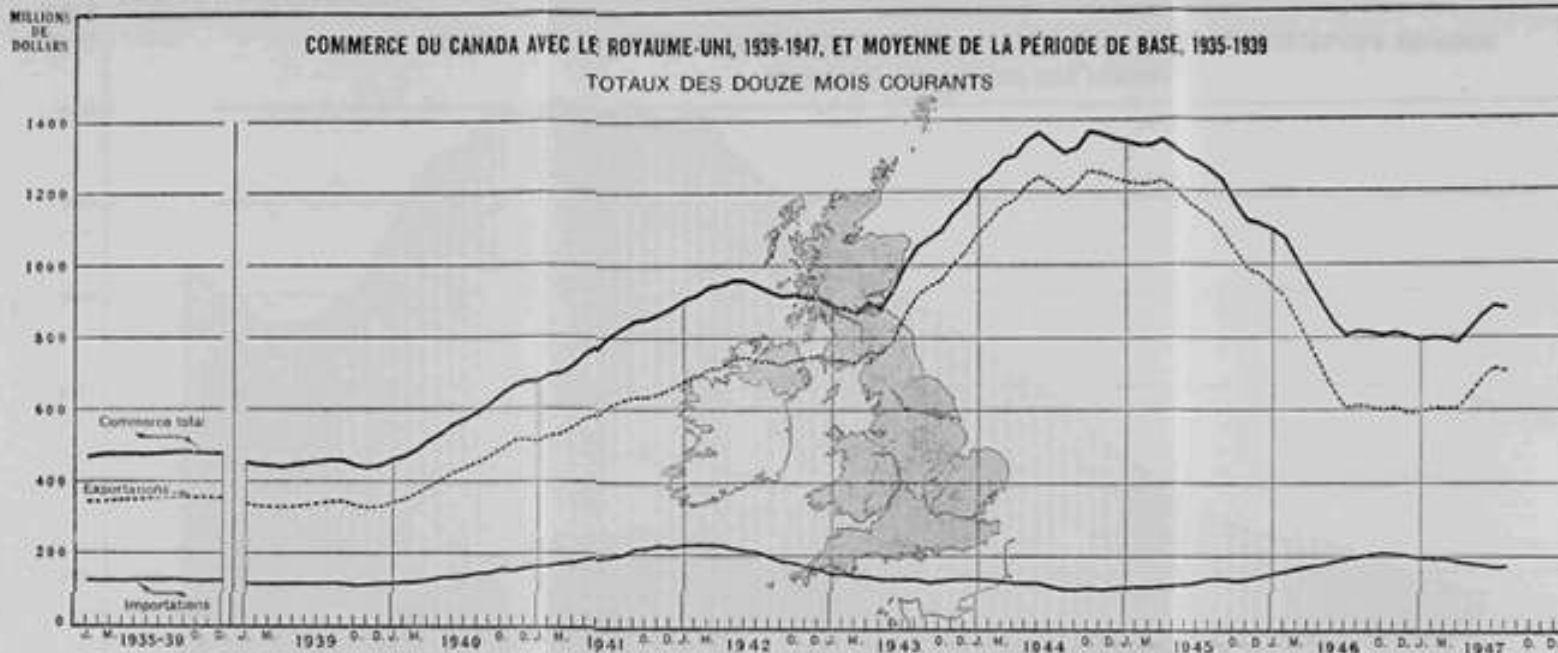 MILLIONS
DE
DOLLARS
COMMERCE DU CANADA AVEC LE ROYAUME-UNI, 1939-1947, ET MOYENNE DE LA PÉRIODE DE BASE, 1935-1939
TOTAUX DES DOUZE MOIS COURANTS
1400
1200
1000
800
600
Commerce total
400
Exportations
200
Importations
0
J. M. 1935-39 O. D. J. M. 1939 O. D. J. M. 1940 O. D. J. M. 1941 O. D. J. M. 1942 O. D. J. M. 1943 O. D. J. M. 1944 O. D. J. M. 1945 O. D. J. M. 1946 O. D. J. M. 1947 O. D.